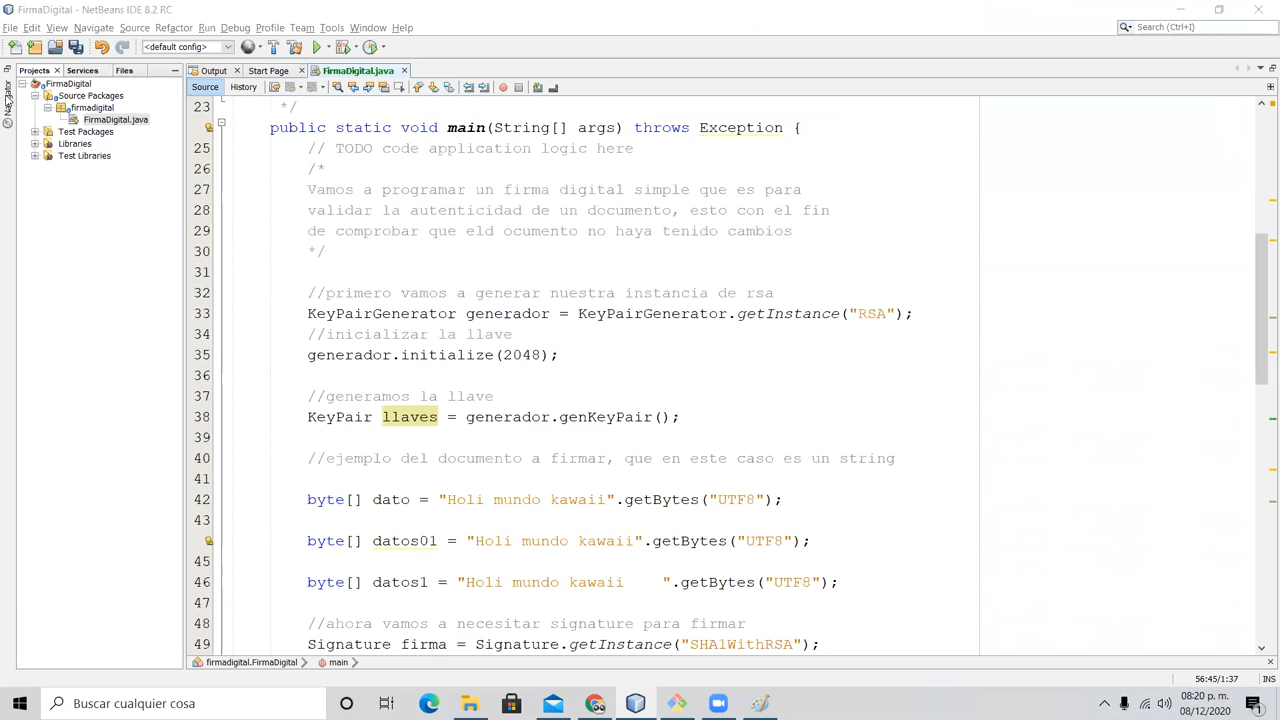 FirmaDigital - NetBeans IDE 8.2 RC
File Edit View Navigate Source Refactor Run Debug Profile Team Tools Window Help
Search (Ctrl+I)
<default config>
Projects Services Files
Output Start Page FirmaDigital.java
Source History
Navigator
FirmaDigital
Source Packages
firmadigital
FirmaDigital.java
Test Packages
Libraries
Test Libraries
23 */
public static void main(String[] args) throws Exception {
25 // TODO code application logic here
26 /*
27 Vamos a programar un firma digital simple que es para
28 validar la autenticidad de un documento, esto con el fin
29 de comprobar que eld ocumento no haya tenido cambios
30 */
31
32 //primero vamos a generar nuestra instancia de rsa
33 KeyPairGenerator generador = KeyPairGenerator.getInstance("RSA");
34 //inicializar la llave
35 generador.initialize(2048);
36
37 //generamos la llave
38 KeyPair llaves = generador.genKeyPair();
39
40 //ejemplo del documento a firmar, que en este caso es un string
41
42 byte[] dato = "Holi mundo kawaii".getBytes("UTF8");
43
byte[] datos01 = "Holi mundo kawaii".getBytes("UTF8");
45
46 byte[] datos1 = "Holi mundo kawaii    ".getBytes("UTF8");
47
48 //ahora vamos a necesitar signature para firmar
49 Signature firma = Signature.getInstance("SHA1WithRSA");
firmadigital.FirmaDigital main
56:45/1:37 INS
Buscar cualquier cosa
08:20 p. m.
08/12/2020
1